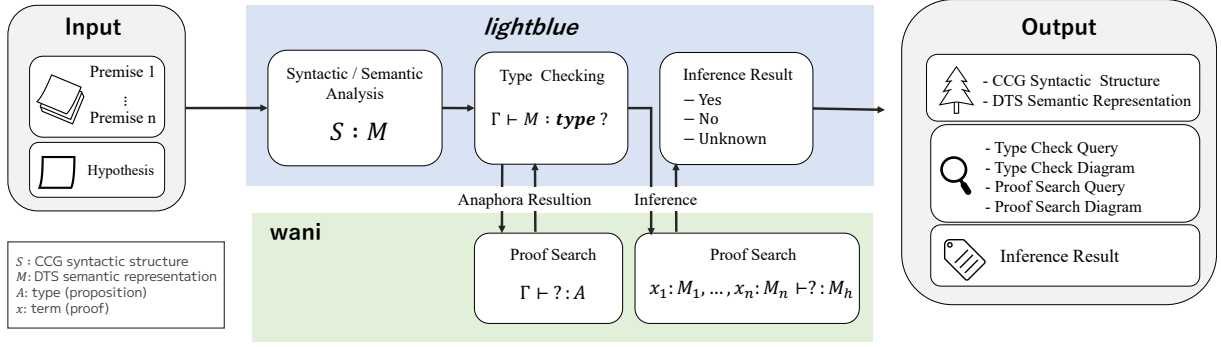 Input
Premise 1
⋮
Premise n
Hypothesis
S : CCG syntactic structure
M: DTS semantic representation
A: type (proposition)
x: term (proof)
lightblue
Syntactic / Semantic
Analysis
S : M
Type Checking
Γ ⊢ M : type ?
Inference Result
– Yes
– No
– Unknown
Anaphora Resultion
Inference
wani
Proof Search
Γ ⊢ ? : A
Proof Search
x₁: M₁, … , xₙ: Mₙ ⊢? : Mₕ
Output
- CCG Syntactic Structure
- DTS Semantic Representation
- Type Check Query
- Type Check Diagram
- Proof Search Query
- Proof Search Diagram
Inference Result